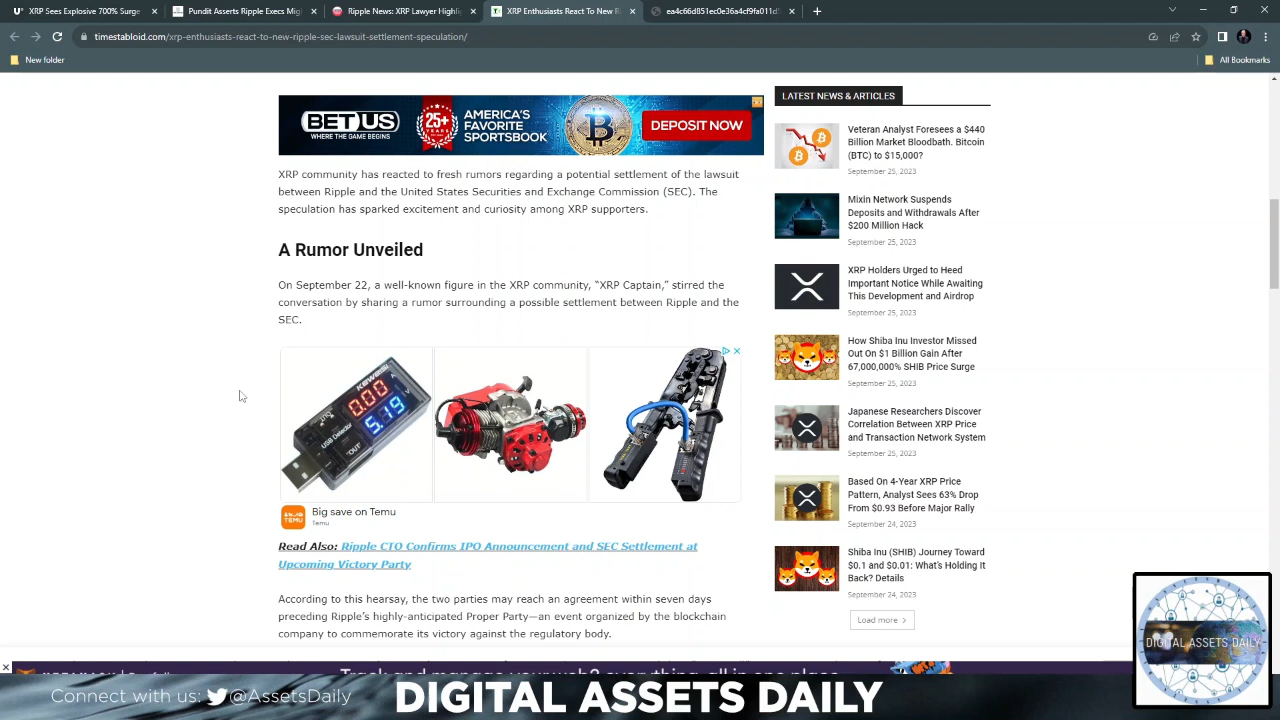 XRP Sees Explosive 700% Surge
Pundit Asserts Ripple Mixed
Ripple News: XRP Lawyer Highlig
XRP Enthusiasts React to New R
ea4c66d851e0e36a4cf9fa011d5
timestabloid.com/xrp-enthusiasts-react-to-new-ripple-sec-lawsuit-settlement-speculation/
New folder
All Bookmarks
BETUS
WHERE THE GAME BEGINS
25+
YEARS
AMERICA'S
FAVORITE
SPORTSBOOK
DEPOSIT NOW
XRP community has reacted to fresh rumors regarding a potential settlement of the lawsuit
between Ripple and the United States Securities and Exchange Commission (SEC). The
speculation has sparked excitement and curiosity among XRP supporters.
A Rumor Unveiled
On September 22, a well-known figure in the XRP community, “XRP Captain,” stirred the
conversation by sharing a rumor surrounding a possible settlement between Ripple and the
SEC.
KEWEISI
0.00
5.19
USB Detector
"OUT"
TEMU
Big save on Temu
Temu
Read Also: Ripple CTO Confirms IPO Announcement and SEC Settlement at
Upcoming Victory Party
According to this hearsay, the two parties may reach an agreement within seven days
preceding Ripple’s highly-anticipated Proper Party—an event organized by the blockchain
company to commemorate its victory against the regulatory body.
LATEST NEWS & ARTICLES
Veteran Analyst Foresees a $440
Billion Market Bloodbath. Bitcoin
(BTC) to $15,000?
September 25, 2023
Mixin Network Suspends
Deposits and Withdrawals After
$200 Million Hack
September 25, 2023
XRP Holders Urged to Heed
Important Notice While Awaiting
This Development and Airdrop
September 25, 2023
How Shiba Inu Investor Missed
Out On $1 Billion Gain After
67,000,000% SHIB Price Surge
September 25, 2023
Japanese Researchers Discover
Correlation Between XRP Price
and Transaction Network System
September 25, 2023
Based On 4-Year XRP Price
Pattern, Analyst Sees 63% Drop
From $0.93 Before Major Rally
September 24, 2023
Shiba Inu (SHIB) Journey Toward
$0.1 and $0.01: What’s Holding It
Back? Details
September 24, 2023
Load more
DIGITAL ASSETS DAILY
Connect with us: @AssetsDaily
DIGITAL ASSETS DAILY